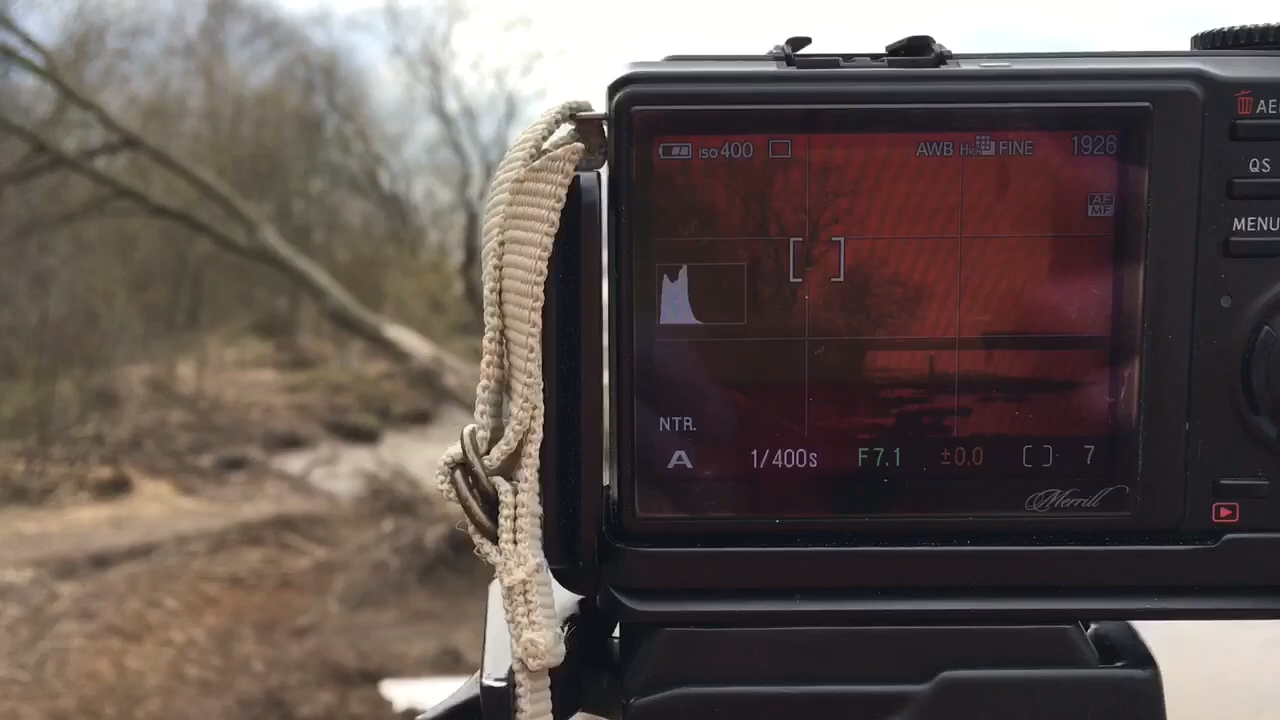 ISO 400 AWB High FINE 1926
AF
MF
NTR.
A 1/400s F7.1 ±0.0 [ ] 7
Merrill
AE
QS
MENU